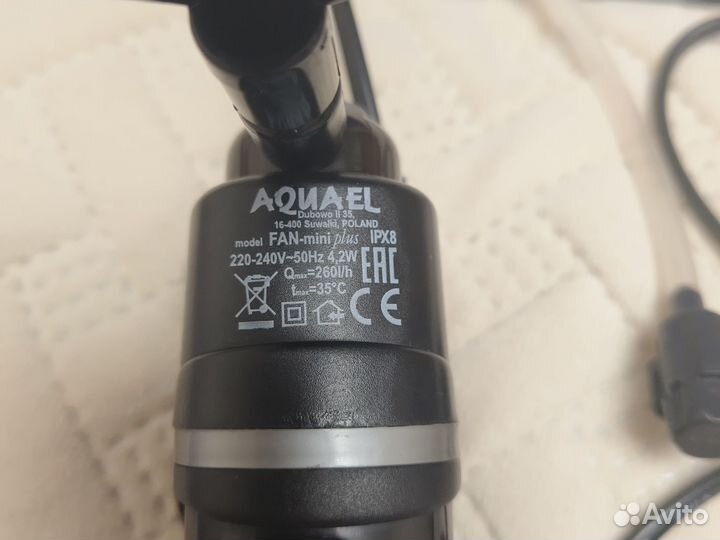 AQUAEL
Dubowo II 35,
16-400 Suwałki, POLAND
model FAN-mini plus IPX8
220-240V~50Hz 4,2W
Qmax=260l/h
tmax=35°C
EAC
CE
Avito